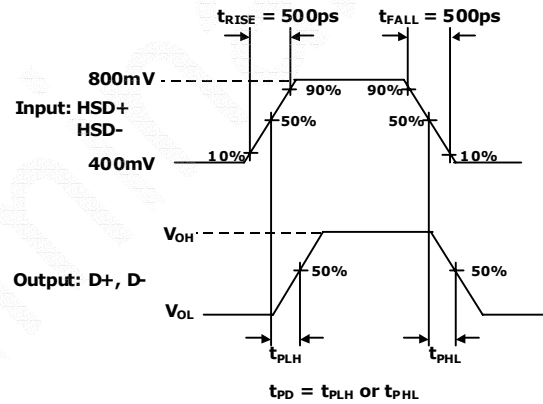 tRISE = 500ps
tFALL = 500ps
800mV
90%
90%
Input: HSD+
HSD-
50%
50%
10%
10%
400mV
VOH
Output: D+, D-
50%
50%
VOL
tPLH
tPHL
tPD = tPLH or tPHL